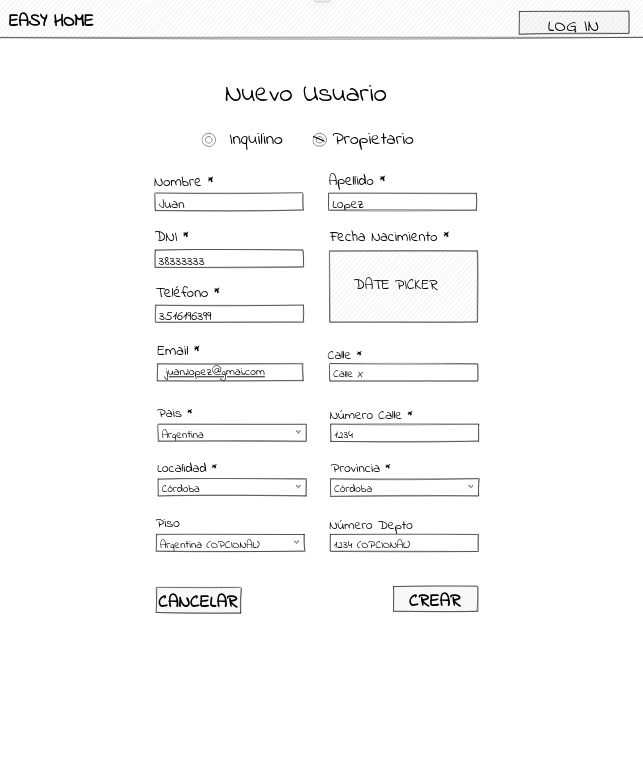 EASY HOME
LOG IN
Nuevo Usuario
Inquilino Propietario
Nombre * Apellido *
Juan Lopez
DNI * Fecha Nacimiento *
38333333
DATE PICKER
Teléfono *
3516196399
Email * Calle *
juanlopez@gmai.com Calle X
Pais * Número Calle *
Argentina 1234
Localidad * Provincia *
Córdoba Córdoba
Piso Número Depto
Argentina (OPCIONAL) 1234 (OPCIONAL)
CANCELAR CREAR